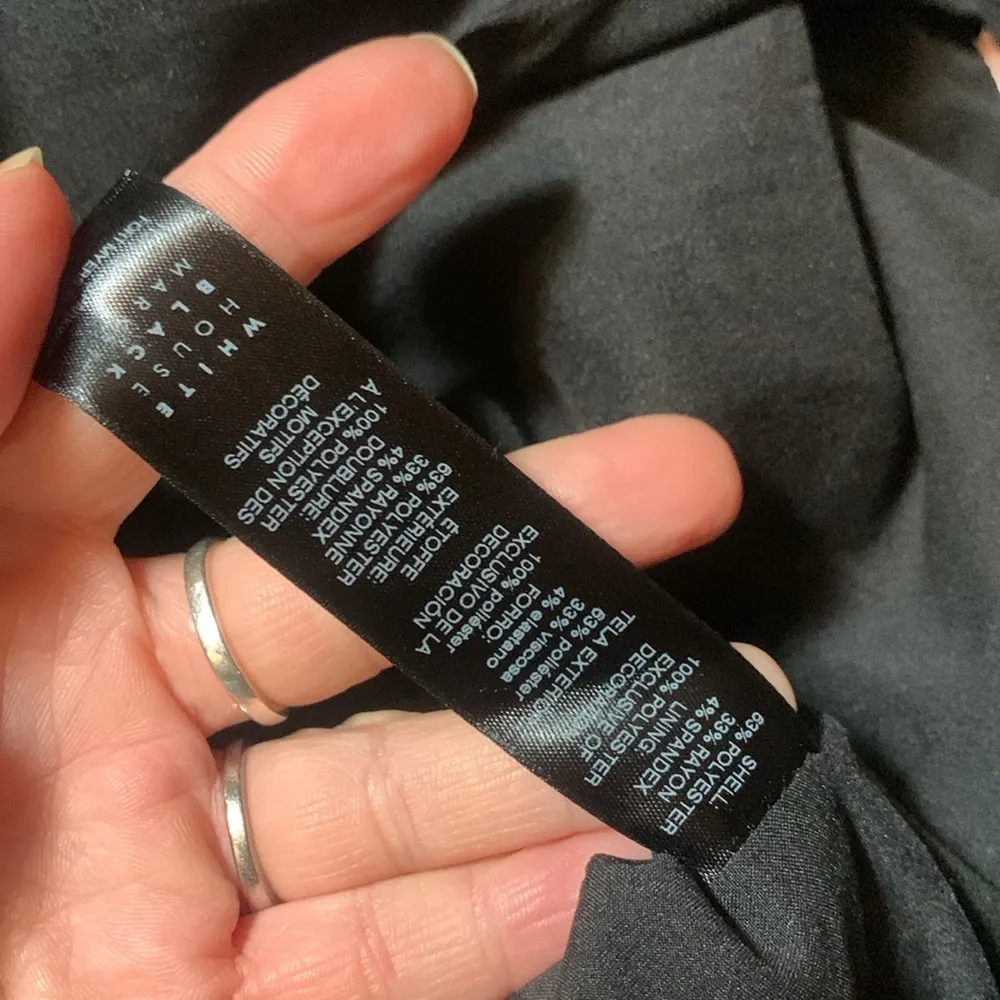 SHELL:
63% POLYESTER
33% RAYON
4% SPANDEX
LINING
100% POLYESTER
EXCLUSIVE OF
TELA EXTERIOR
63% poliéster
33% viscosa
4% elastano
FORRO:
100% poliéster
EXCLUSIVO DE LA
DECORACIÓN
ÉTOFFE
EXTÉRIEURE:
63% POLYESTER
33% RAYONNE
4% SPANDEX
DOUBLURE:
100% POLYESTER
A L'EXCEPTION DES
MOTIFS
DÉCORATIFS
WHITE
HOUSE
BLACK
MAR